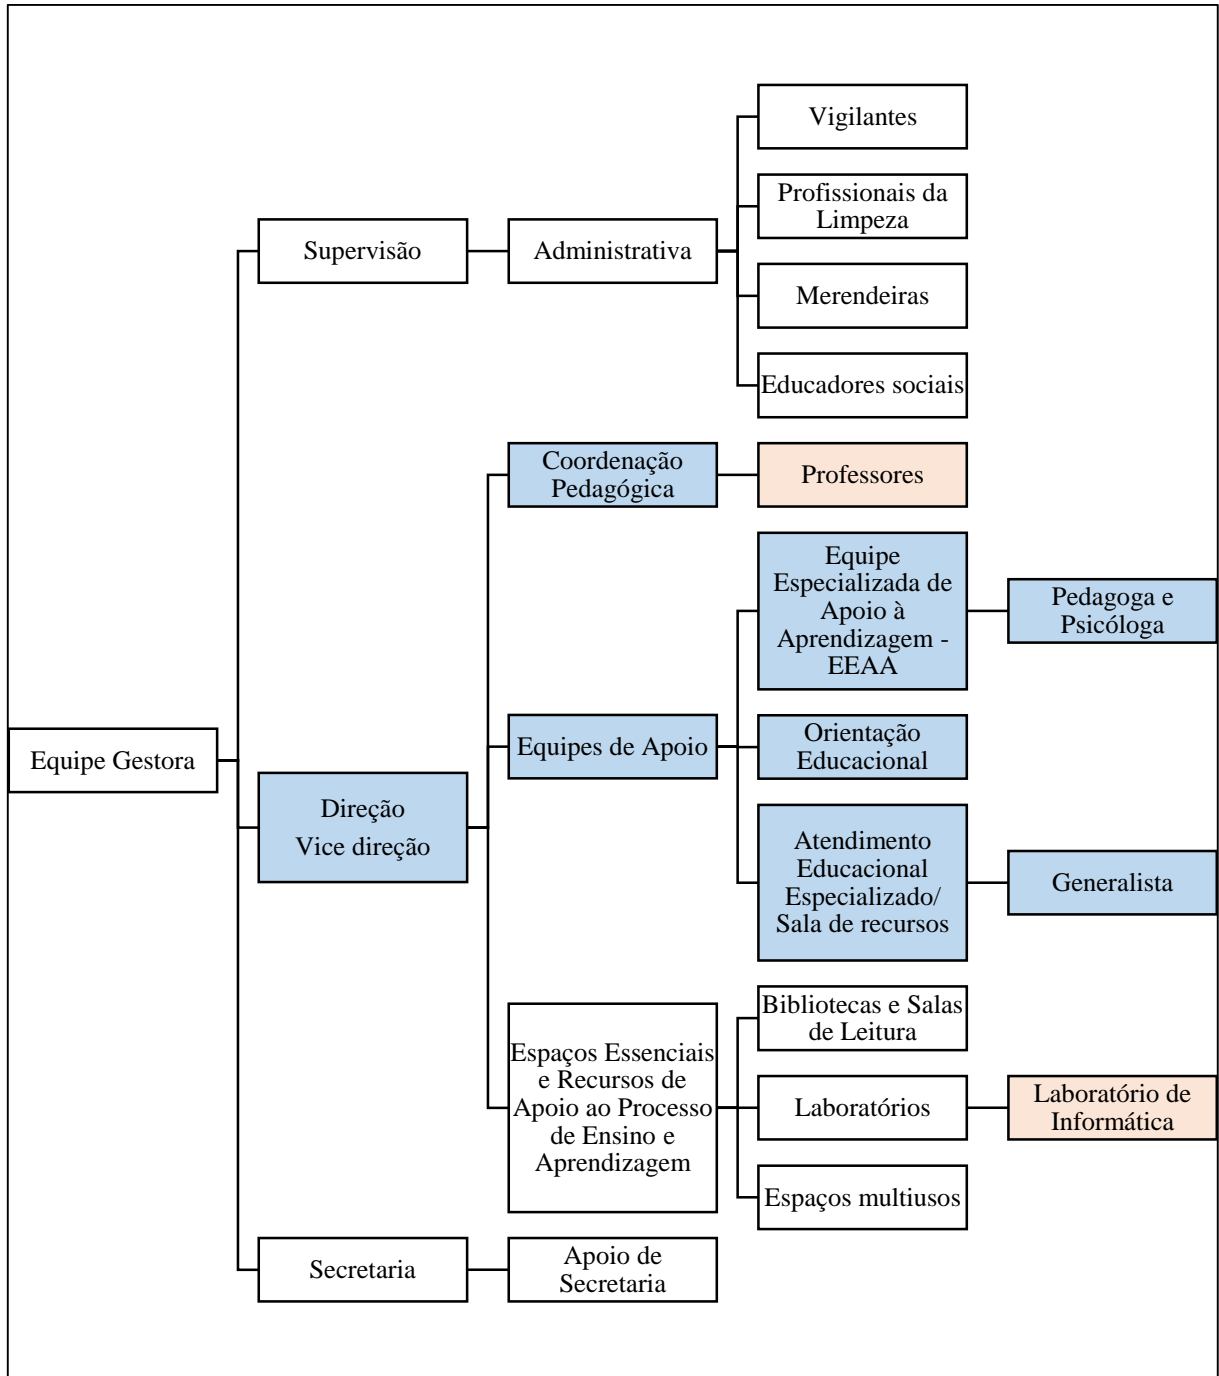 Vigilantes
Profissionais da
Limpeza
Supervisão
Administrativa
Merendeiras
Educadores sociais
Coordenação
Pedagógica
Professores
Equipe
Especializada de
Apoio à
Aprendizagem -
EEAA
Pedagoga e
Psicóloga
Equipes de Apoio
Orientação
Educacional
Equipe Gestora
Direção
Vice direção
Atendimento
Educacional
Especializado/
Sala de recursos
Generalista
Bibliotecas e Salas
de Leitura
Espaços Essenciais
e Recursos de
Apoio ao Processo
de Ensino e
Aprendizagem
Laboratórios
Laboratório de
Informática
Espaços multiusos
Secretaria
Apoio de
Secretaria